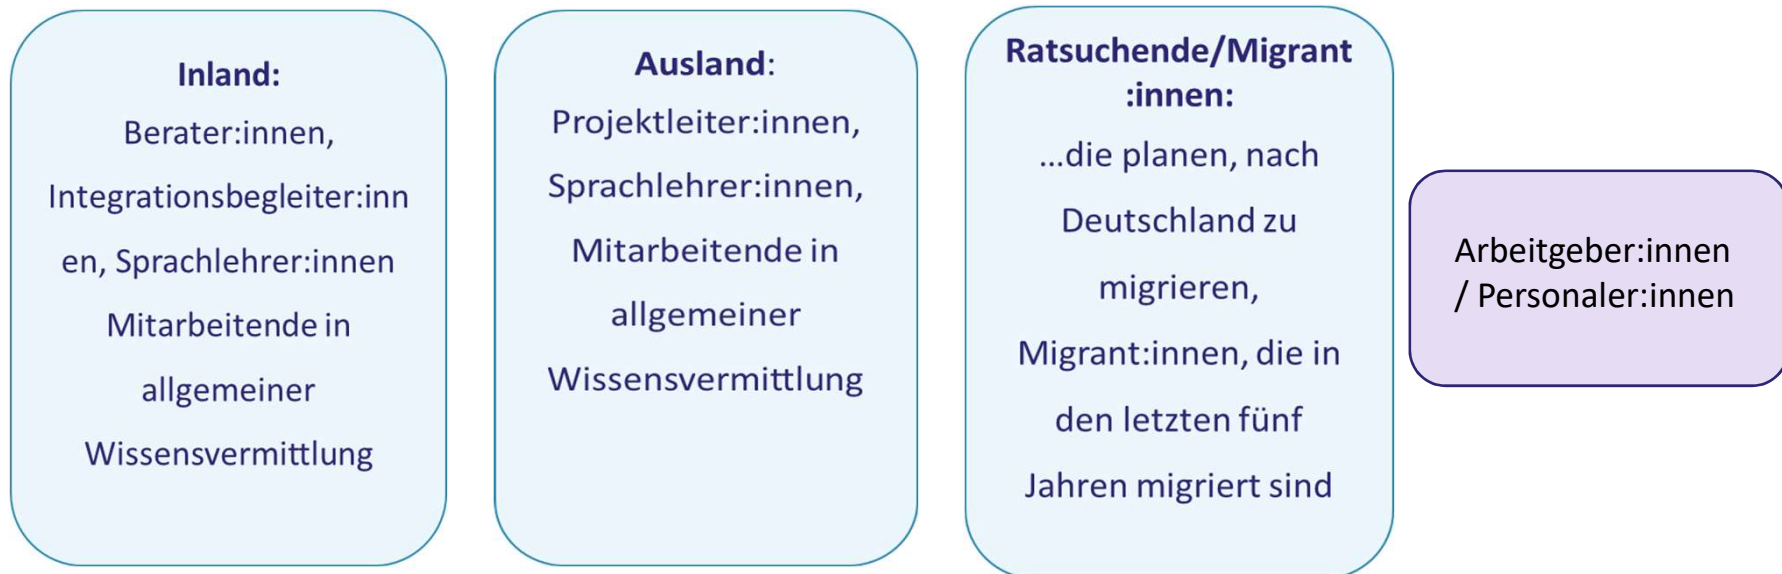 Inland:
Berater:innen,
Integrationsbegleiter:inn
en, Sprachlehrer:innen
Mitarbeitende in
allgemeiner
Wissensvermittlung
Ausland:
Projektleiter:innen,
Sprachlehrer:innen,
Mitarbeitende in
allgemeiner
Wissensvermittlung
Ratsuchende/Migrant
:innen:
...die planen, nach
Deutschland zu
migrieren,
Migrant:innen, die in
den letzten fünf
Jahren migriert sind
Arbeitgeber:innen
/ Personaler:innen